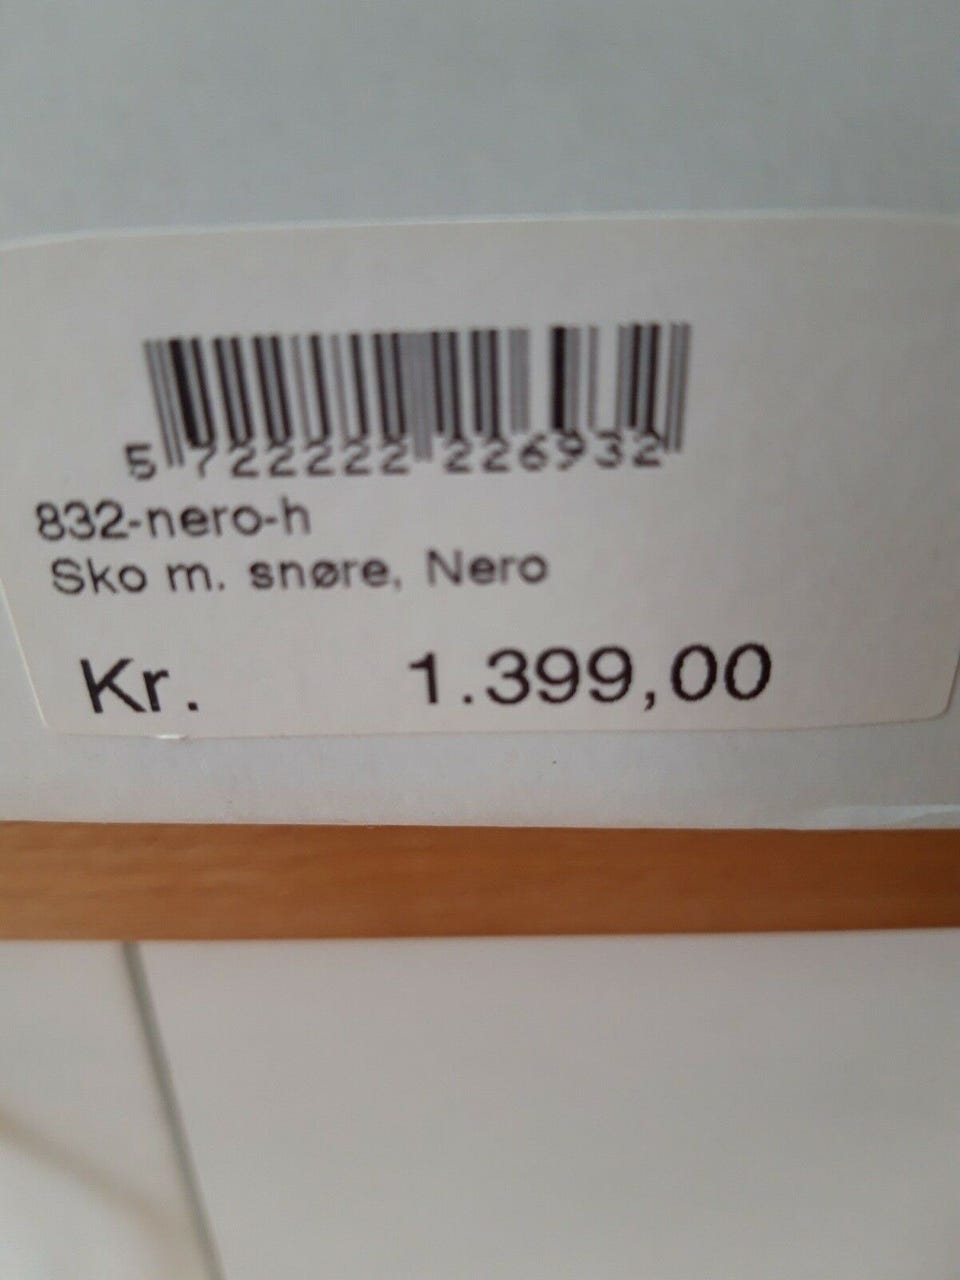 5 722222 226932
832-nero-h
Sko m. snøre, Nero
Kr. 1.399,00